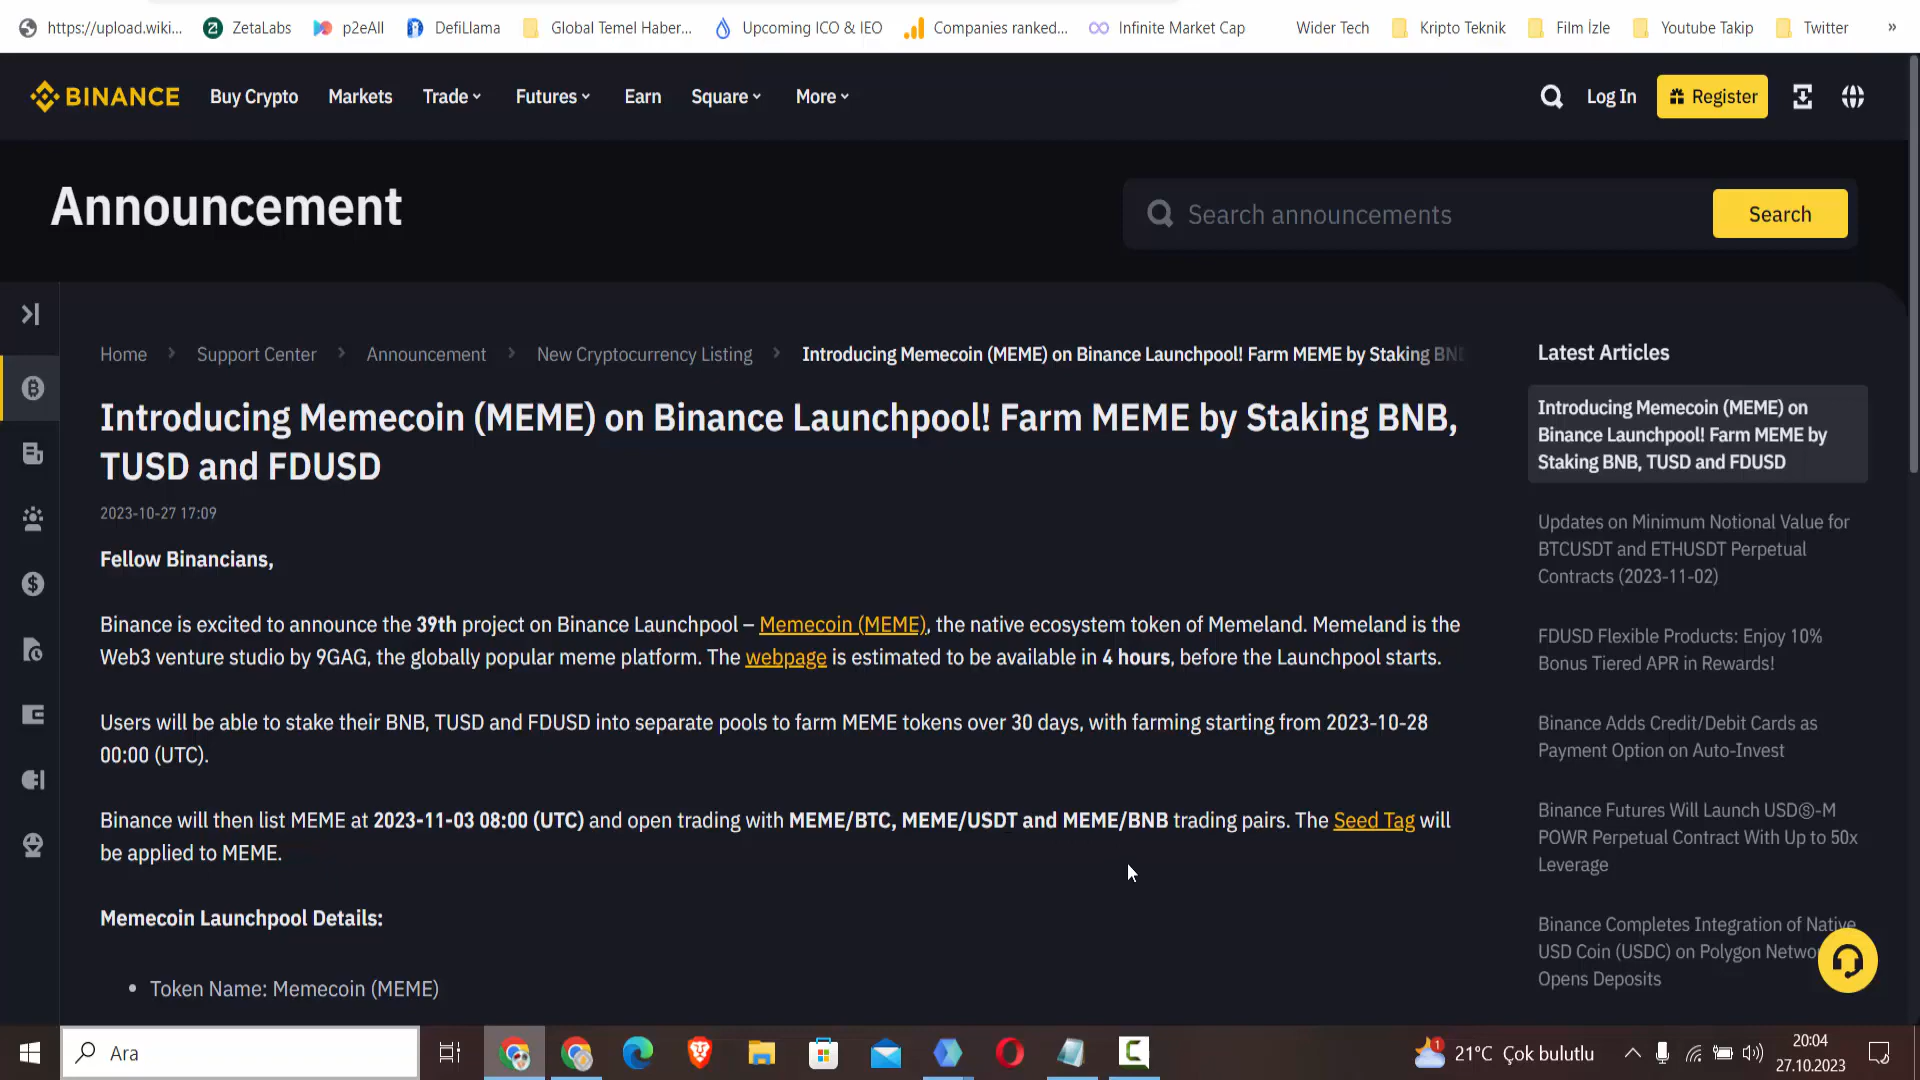 https://upload.wiki... ZetaLabs p2eAll DefiLlama Global Temel Haber... Upcoming ICO & IEO Companies ranked... Infinite Market Cap Wider Tech Kripto Teknik Film İzle Youtube Takip Twitter »
BINANCE Buy Crypto Markets Trade Futures Earn Square More Log In Register
Announcement
Search announcements Search
Home Support Center Announcement New Cryptocurrency Listing Introducing Memecoin (MEME) on Binance Launchpool! Farm MEME by Staking BNB
Introducing Memecoin (MEME) on Binance Launchpool! Farm MEME by Staking BNB,
TUSD and FDUSD
2023-10-27 17:09
Fellow Binancians,
Binance is excited to announce the 39th project on Binance Launchpool – Memecoin (MEME), the native ecosystem token of Memeland. Memeland is the
Web3 venture studio by 9GAG, the globally popular meme platform. The webpage is estimated to be available in 4 hours, before the Launchpool starts.
Users will be able to stake their BNB, TUSD and FDUSD into separate pools to farm MEME tokens over 30 days, with farming starting from 2023-10-28
00:00 (UTC).
Binance will then list MEME at 2023-11-03 08:00 (UTC) and open trading with MEME/BTC, MEME/USDT and MEME/BNB trading pairs. The Seed Tag will
be applied to MEME.
Memecoin Launchpool Details:
• Token Name: Memecoin (MEME)
Latest Articles
Introducing Memecoin (MEME) on
Binance Launchpool! Farm MEME by
Staking BNB, TUSD and FDUSD
Updates on Minimum Notional Value for
BTCUSDT and ETHUSDT Perpetual
Contracts (2023-11-02)
FDUSD Flexible Products: Enjoy 10%
Bonus Tiered APR in Rewards!
Binance Adds Credit/Debit Cards as
Payment Option on Auto-Invest
Binance Futures Will Launch USDⓈ-M
POWR Perpetual Contract With Up to 50x
Leverage
Binance Completes Integration of Native
USD Coin (USDC) on Polygon Netwo
Opens Deposits
Ara
1
21°C Çok bulutlu
20:04
27.10.2023